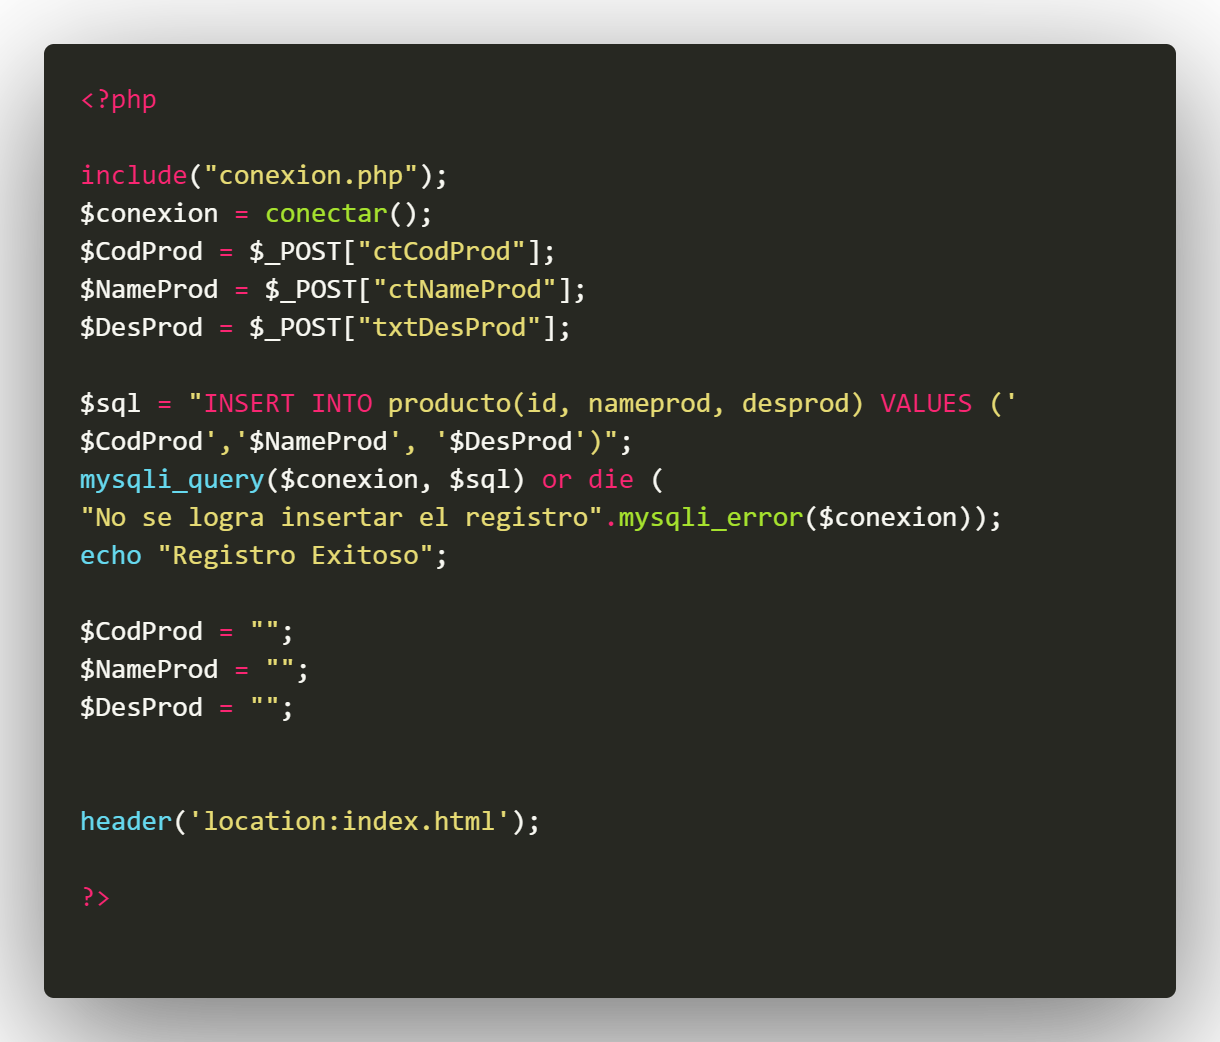 <?php
include("conexion.php");
$conexion = conectar();
$CodProd = $_POST["ctCodProd"];
$NameProd = $_POST["ctNameProd"];
$DesProd = $_POST["txtDesProd"];
$sql = "INSERT INTO producto(id, nameprod, desprod) VALUES ('
$CodProd','$NameProd', '$DesProd')";
mysqli_query($conexion, $sql) or die (
"No se logra insertar el registro".mysqli_error($conexion));
echo "Registro Exitoso";
$CodProd = "";
$NameProd = "";
$DesProd = "";
header('location:index.html');
?>